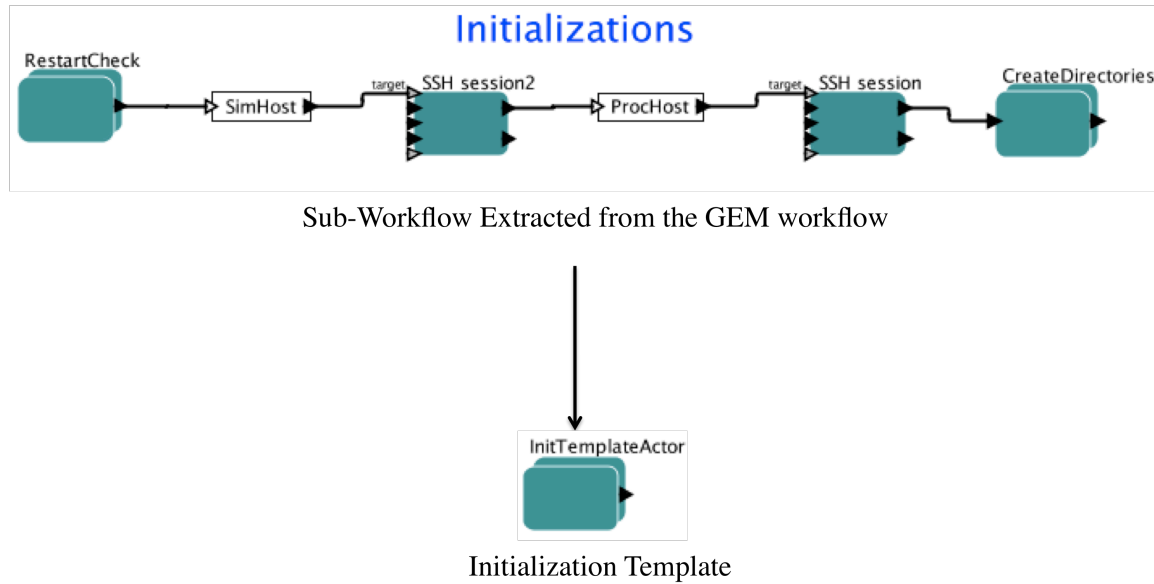 Initializations
RestartCheck
SimHost
target
SSH session2
ProcHost
target
SSH session
CreateDirectories
Sub-Workflow Extracted from the GEM workflow
InitTemplateActor
Initialization Template